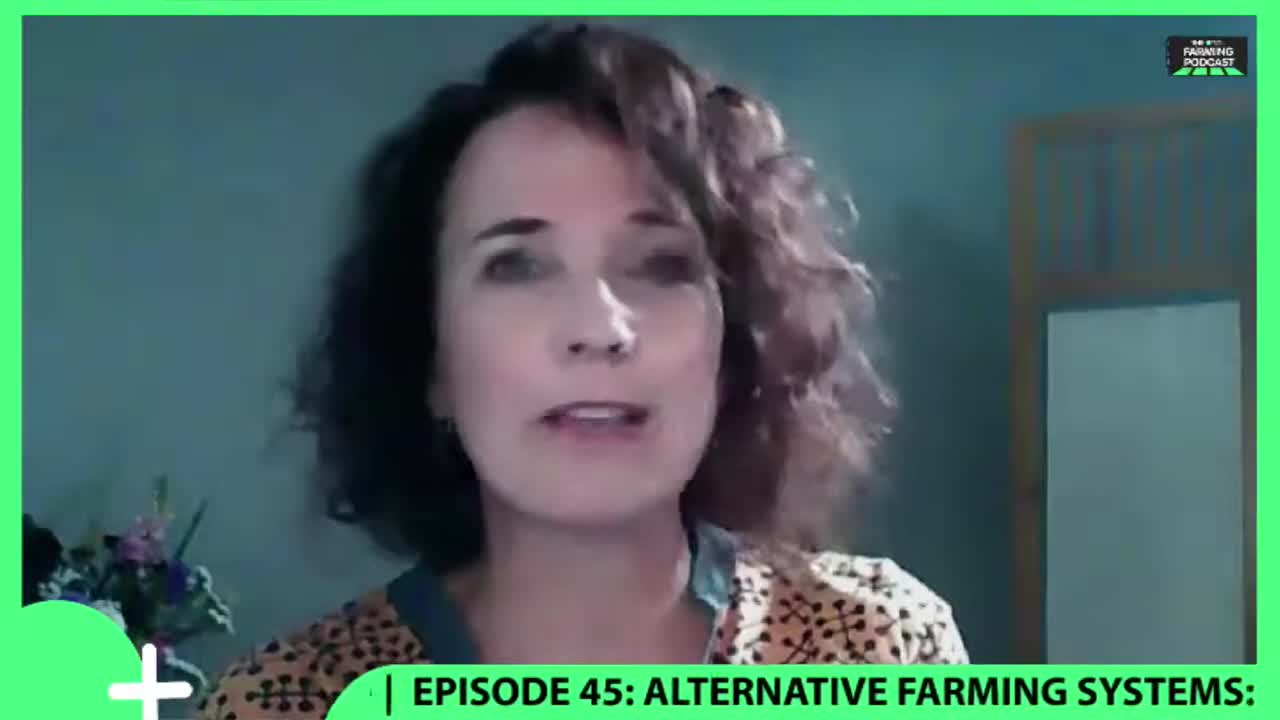 FARMING
PODCAST
| EPISODE 45: ALTERNATIVE FARMING SYSTEMS: